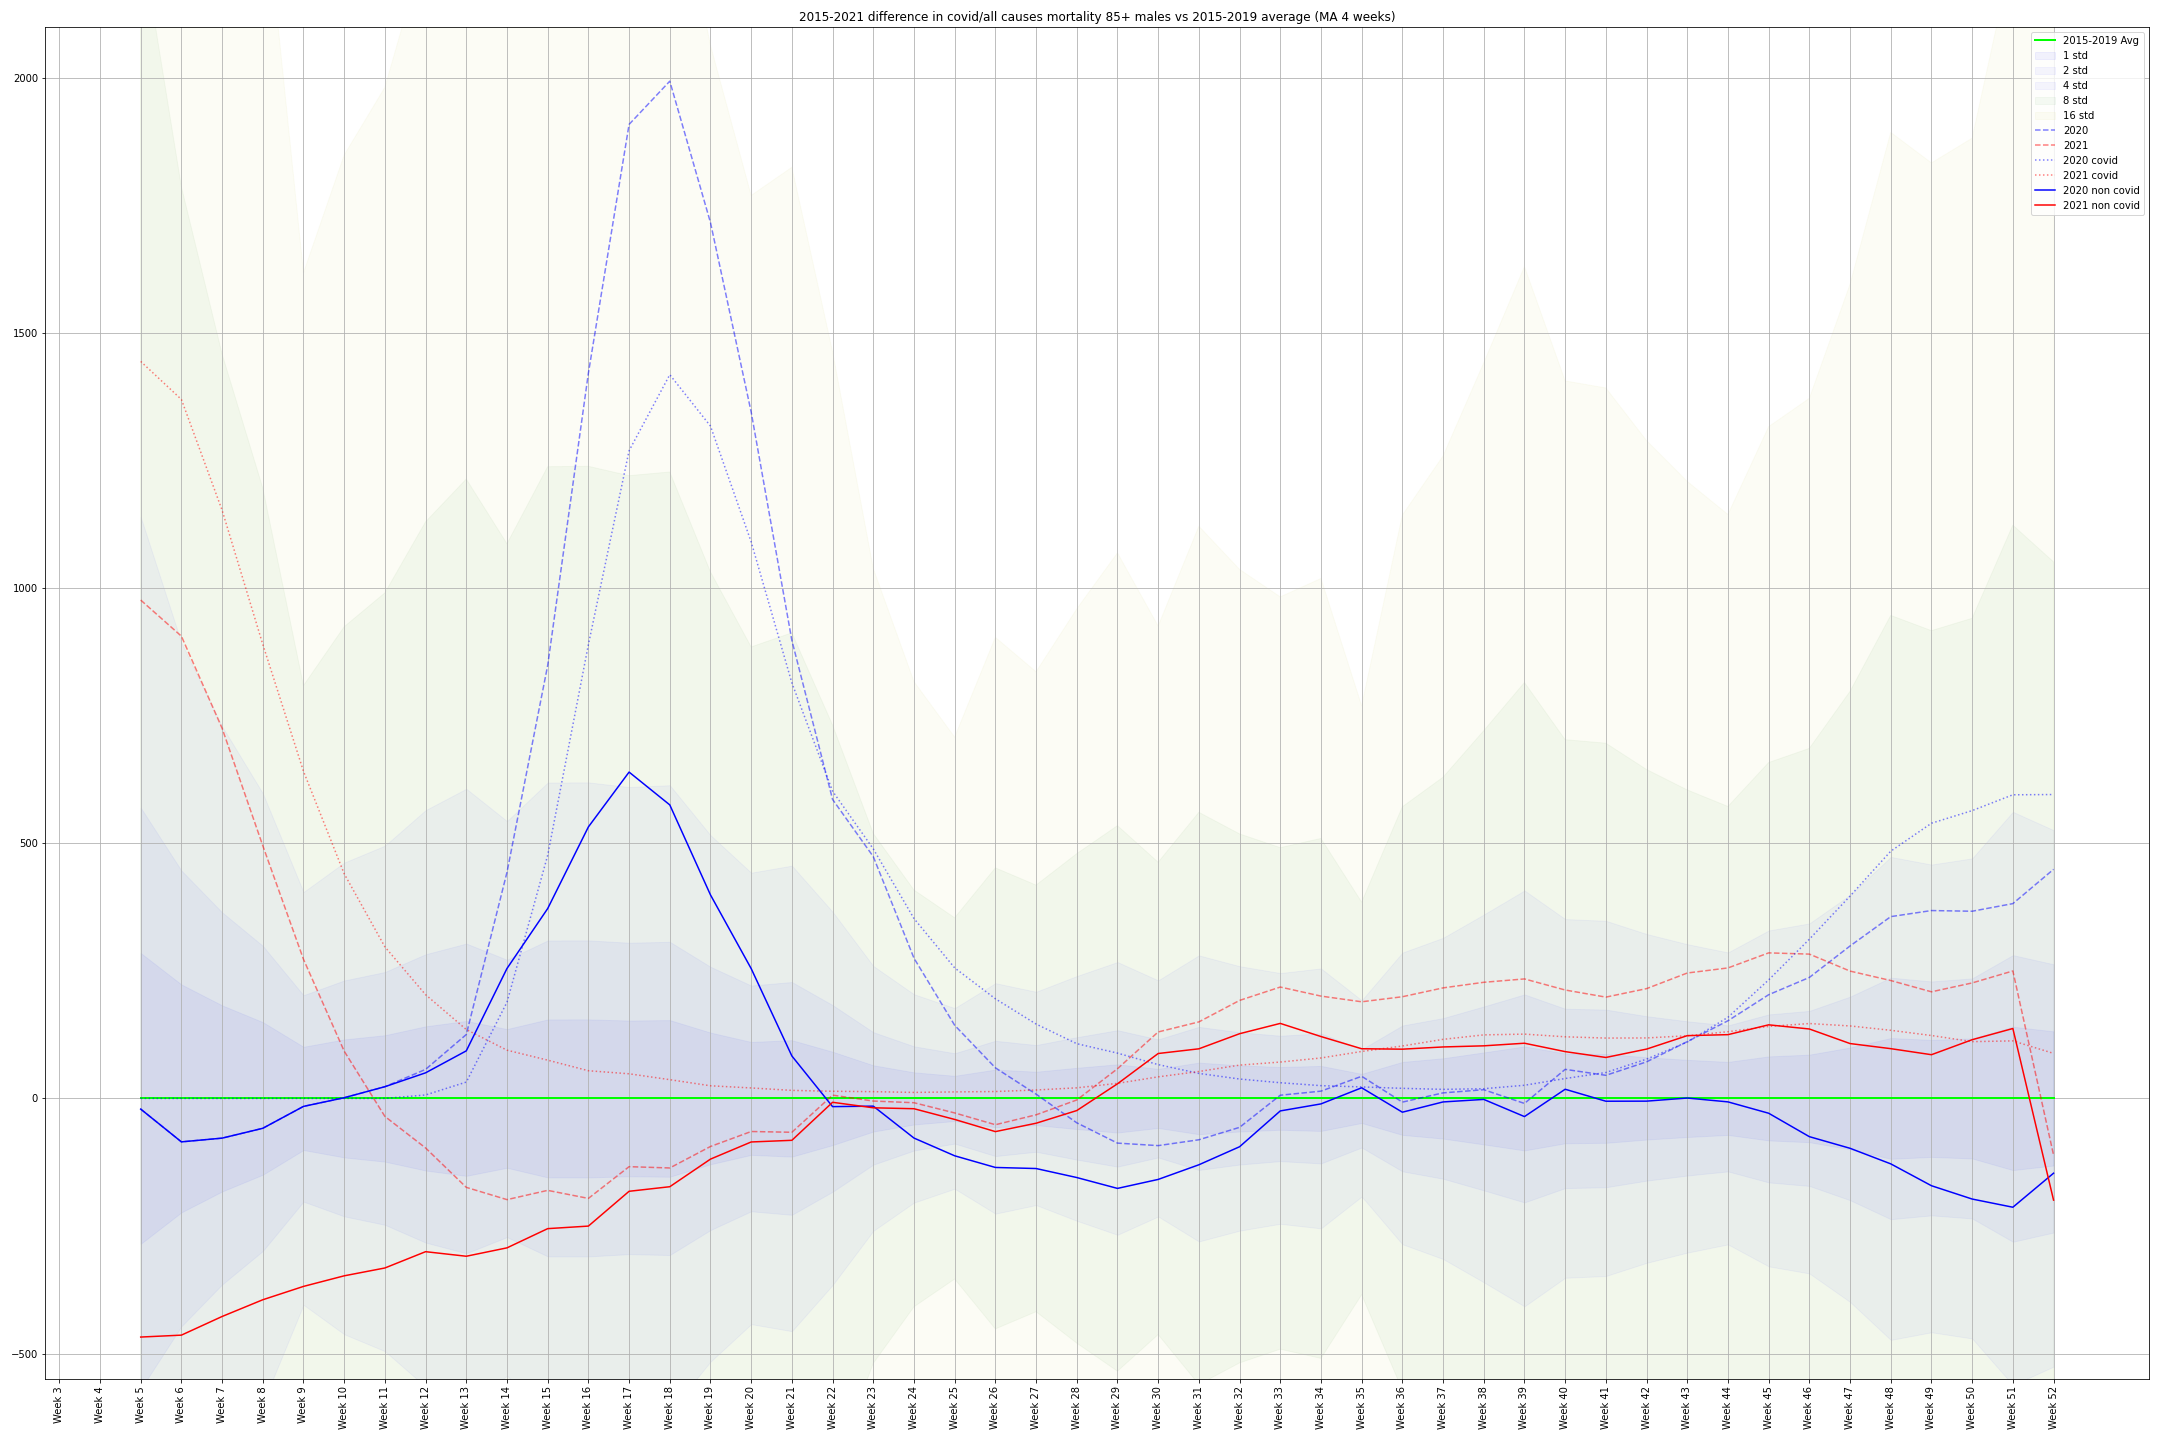 2015-2021 difference in covid/all causes mortality 85+ males vs 2015-2019 average (MA 4 weeks)
2015-2019 Avg
1 std
2 std
4 std
8 std
16 std
2020
2021
2020 covid
2021 covid
2020 non covid
2021 non covid
2000
1500
1000
500
0
−500
Week 3
Week 4
Week 5
Week 6
Week 7
Week 8
Week 9
Week 10
Week 11
Week 12
Week 13
Week 14
Week 15
Week 16
Week 17
Week 18
Week 19
Week 20
Week 21
Week 22
Week 23
Week 24
Week 25
Week 26
Week 27
Week 28
Week 29
Week 30
Week 31
Week 32
Week 33
Week 34
Week 35
Week 36
Week 37
Week 38
Week 39
Week 40
Week 41
Week 42
Week 43
Week 44
Week 45
Week 46
Week 47
Week 48
Week 49
Week 50
Week 51
Week 52